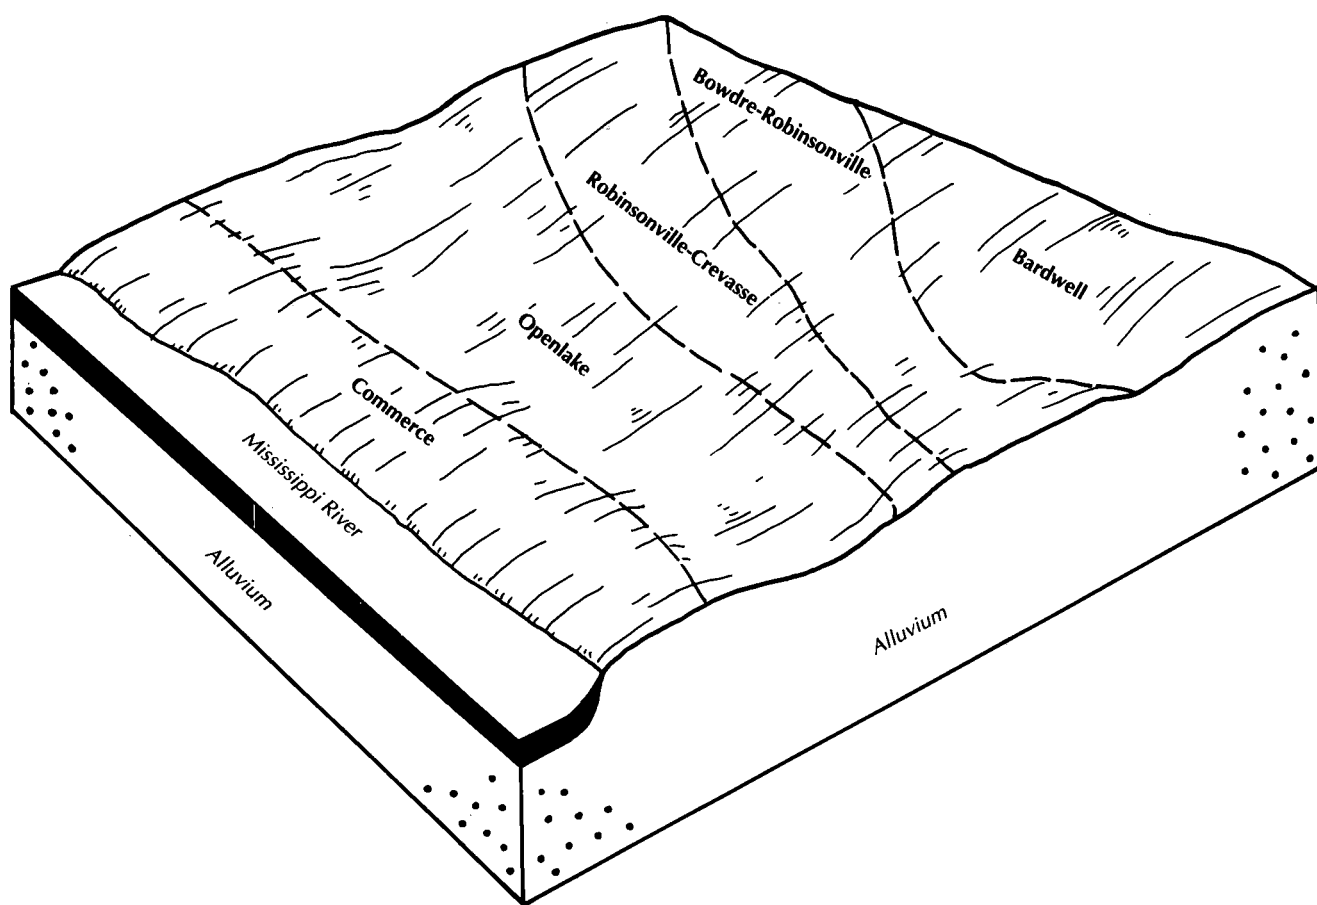 Bowdre-Robinsonville
Robinsonville-Crevasse
Bardwell
Openlake
Commerce
Mississippi River
Alluvium
Alluvium